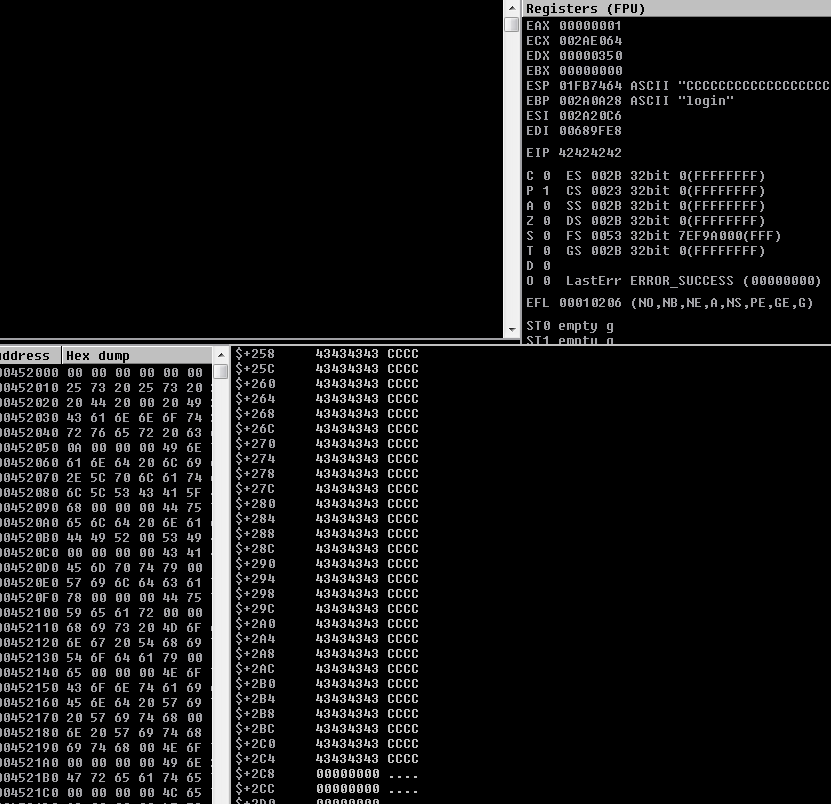 Registers (FPU)
EAX 00000001
ECX 002AE064
EDX 00000350
EBX 00000000
ESP 01FB7464 ASCII "CCCCCCCCCCCCCCCCCC
EBP 002A0A28 ASCII "login"
ESI 002A20C6
EDI 00689FE8
EIP 42424242
C 0 ES 002B 32bit 0(FFFFFFFF)
P 1 CS 0023 32bit 0(FFFFFFFF)
A 0 SS 002B 32bit 0(FFFFFFFF)
Z 0 DS 002B 32bit 0(FFFFFFFF)
S 0 FS 0053 32bit 7EF9A000(FFF)
T 0 GS 002B 32bit 0(FFFFFFFF)
D 0
O 0 LastErr ERROR_SUCCESS (00000000)
EFL 00010206 (NO,NB,NE,A,NS,PE,GE,G)
ST0 empty g
ST1 empty g
Address Hex dump
00452000 00 00 00 00 00 00
00452010 25 73 20 25 73 20
00452020 20 44 20 00 20 49
00452030 43 61 6E 6E 6F 74
00452040 72 76 65 72 20 63
00452050 0A 00 00 00 49 6E
00452060 61 6E 64 20 6C 69
00452070 2E 5C 70 6C 61 74
00452080 6C 5C 53 43 41 5F
00452090 68 00 00 00 44 75
004520A0 65 6C 64 20 6E 61
004520B0 44 49 52 00 53 49
004520C0 00 00 00 00 43 41
004520D0 45 6D 70 74 79 00
004520E0 57 69 6C 64 63 61
004520F0 78 00 00 00 44 75
00452100 59 65 61 72 00 00
00452110 68 69 73 20 4D 6F
00452120 6E 67 20 54 68 69
00452130 54 6F 64 61 79 00
00452140 65 00 00 00 4E 6F
00452150 43 6F 6E 74 61 69
00452160 45 6E 64 20 57 69
00452170 20 57 69 74 68 00
00452180 6E 20 57 69 74 68
00452190 69 74 68 00 4E 6F
004521A0 00 00 00 00 49 6E
004521B0 47 72 65 61 74 65
004521C0 00 00 00 00 4C 65
$+258 43434343 CCCC
$+25C 43434343 CCCC
$+260 43434343 CCCC
$+264 43434343 CCCC
$+268 43434343 CCCC
$+26C 43434343 CCCC
$+270 43434343 CCCC
$+274 43434343 CCCC
$+278 43434343 CCCC
$+27C 43434343 CCCC
$+280 43434343 CCCC
$+284 43434343 CCCC
$+288 43434343 CCCC
$+28C 43434343 CCCC
$+290 43434343 CCCC
$+294 43434343 CCCC
$+298 43434343 CCCC
$+29C 43434343 CCCC
$+2A0 43434343 CCCC
$+2A4 43434343 CCCC
$+2A8 43434343 CCCC
$+2AC 43434343 CCCC
$+2B0 43434343 CCCC
$+2B4 43434343 CCCC
$+2B8 43434343 CCCC
$+2BC 43434343 CCCC
$+2C0 43434343 CCCC
$+2C4 43434343 CCCC
$+2C8 00000000 ....
$+2CC 00000000 ....
$+2D0 00000000 ....